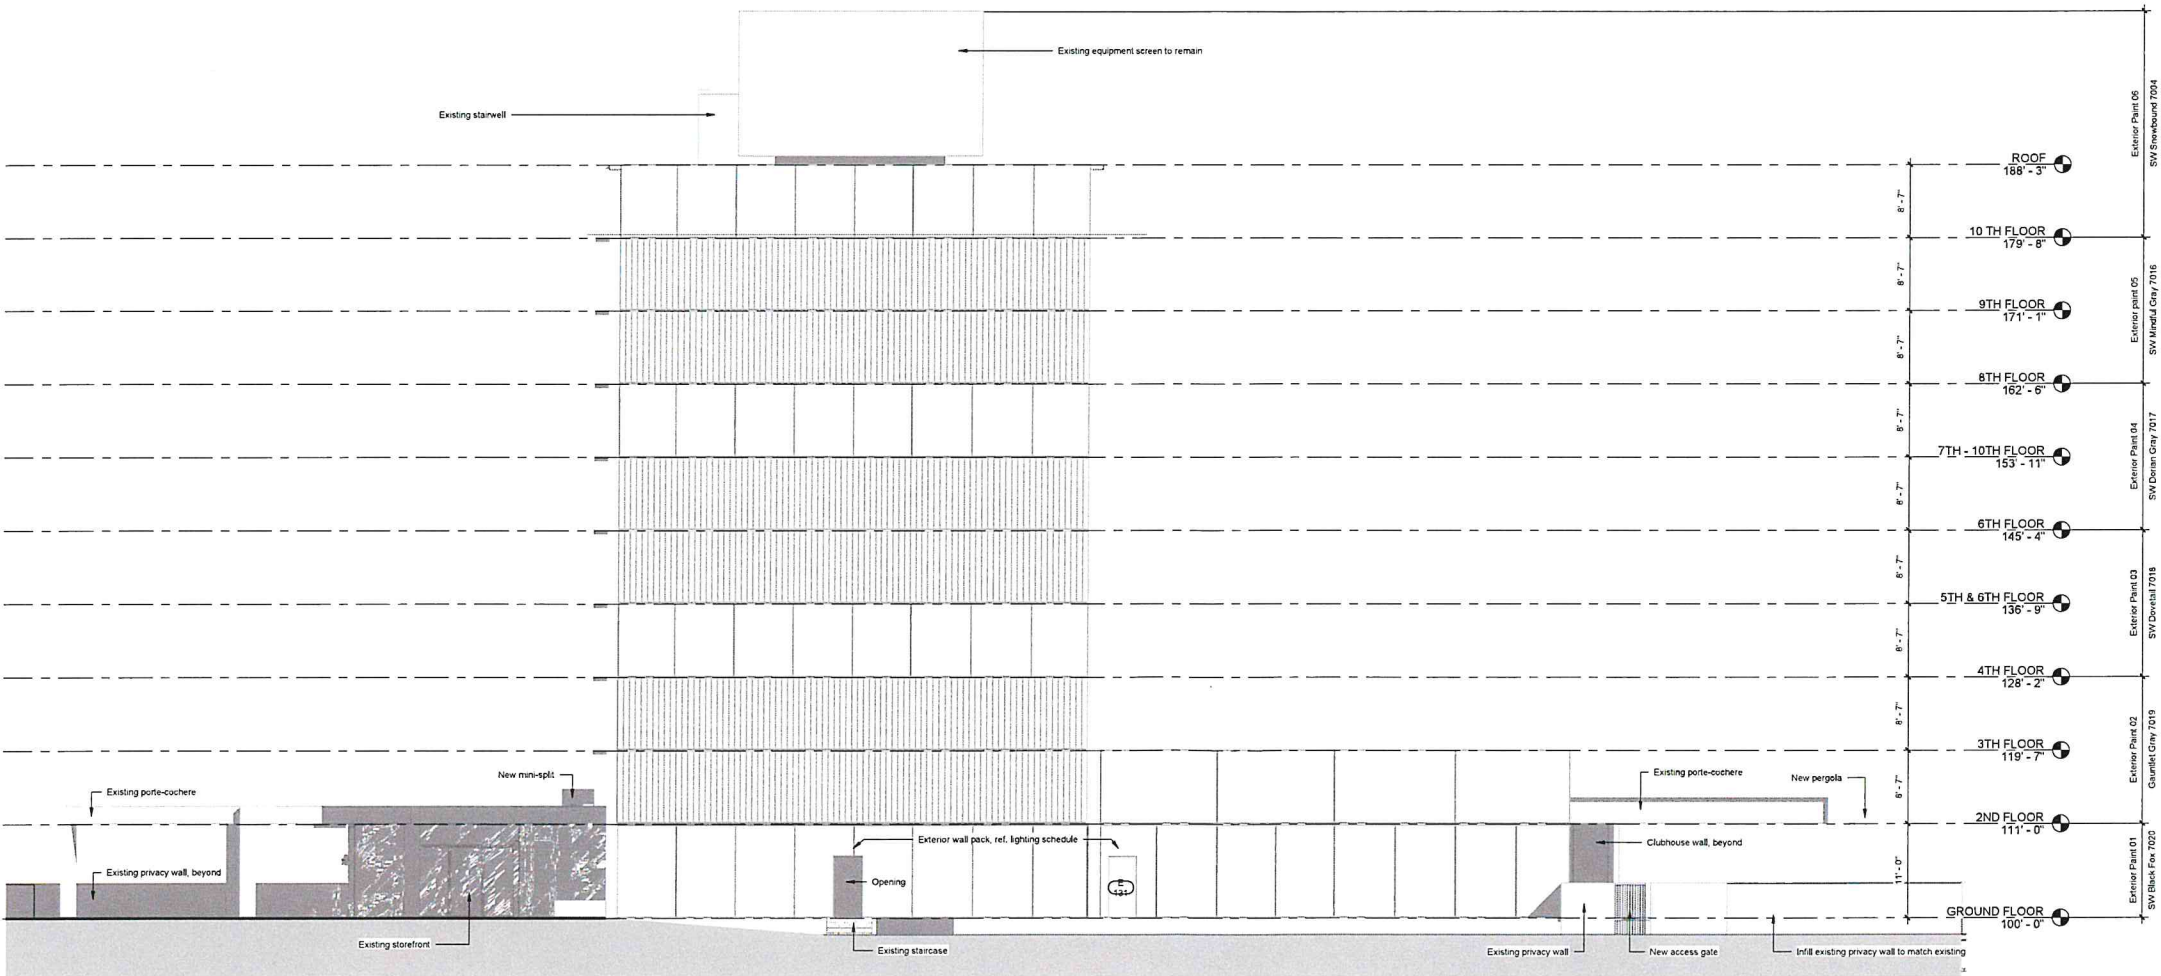 Existing equipment screen to remain
Existing stairwell
ROOF
188' - 3"
8' - 7"
10 TH FLOOR
179' - 8"
8' - 7"
9TH FLOOR
171' - 1"
8' - 7"
8TH FLOOR
162' - 6"
8' - 7"
7TH - 10TH FLOOR
153' - 11"
8' - 7"
6TH FLOOR
145' - 4"
8' - 7"
5TH & 6TH FLOOR
136' - 9"
8' - 7"
4TH FLOOR
128' - 2"
8' - 7"
3TH FLOOR
119' - 7"
8' - 7"
2ND FLOOR
111' - 0"
11' - 0"
GROUND FLOOR
100' - 0"
Exterior Paint 06
SW Snowbound 7004
Exterior paint 05
SW Mindful Gray 7016
Exterior Paint 04
SW Dorian Gray 7017
Exterior Paint 03
SW Dovetail 7018
Exterior Paint 02
Gauntlet Gray 7019
Exterior Paint 01
SW Black Fox 7020
New mini-split
Existing porte-cochere
Existing porte-cochere
New pergola
Exterior wall pack, ref. lighting schedule
Clubhouse wall, beyond
Existing privacy wall, beyond
Opening
E
131
Existing storefront
Existing staircase
Existing privacy wall
New access gate
Infill existing privacy wall to match existing